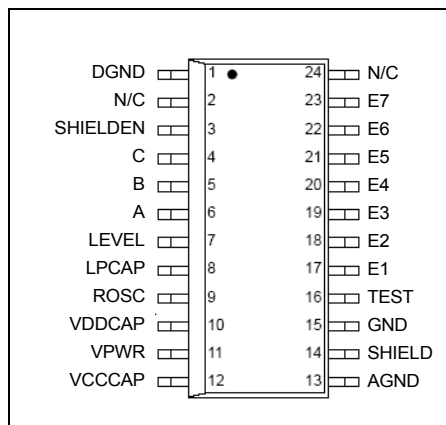 DGND 1 24 N/C
N/C 2 23 E7
SHIELDEN 3 22 E6
C 4 21 E5
B 5 20 E4
A 6 19 E3
LEVEL 7 18 E2
LPCAP 8 17 E1
ROSC 9 16 TEST
VDDCAP 10 15 GND
VPWR 11 14 SHIELD
VCCCAP 12 13 AGND